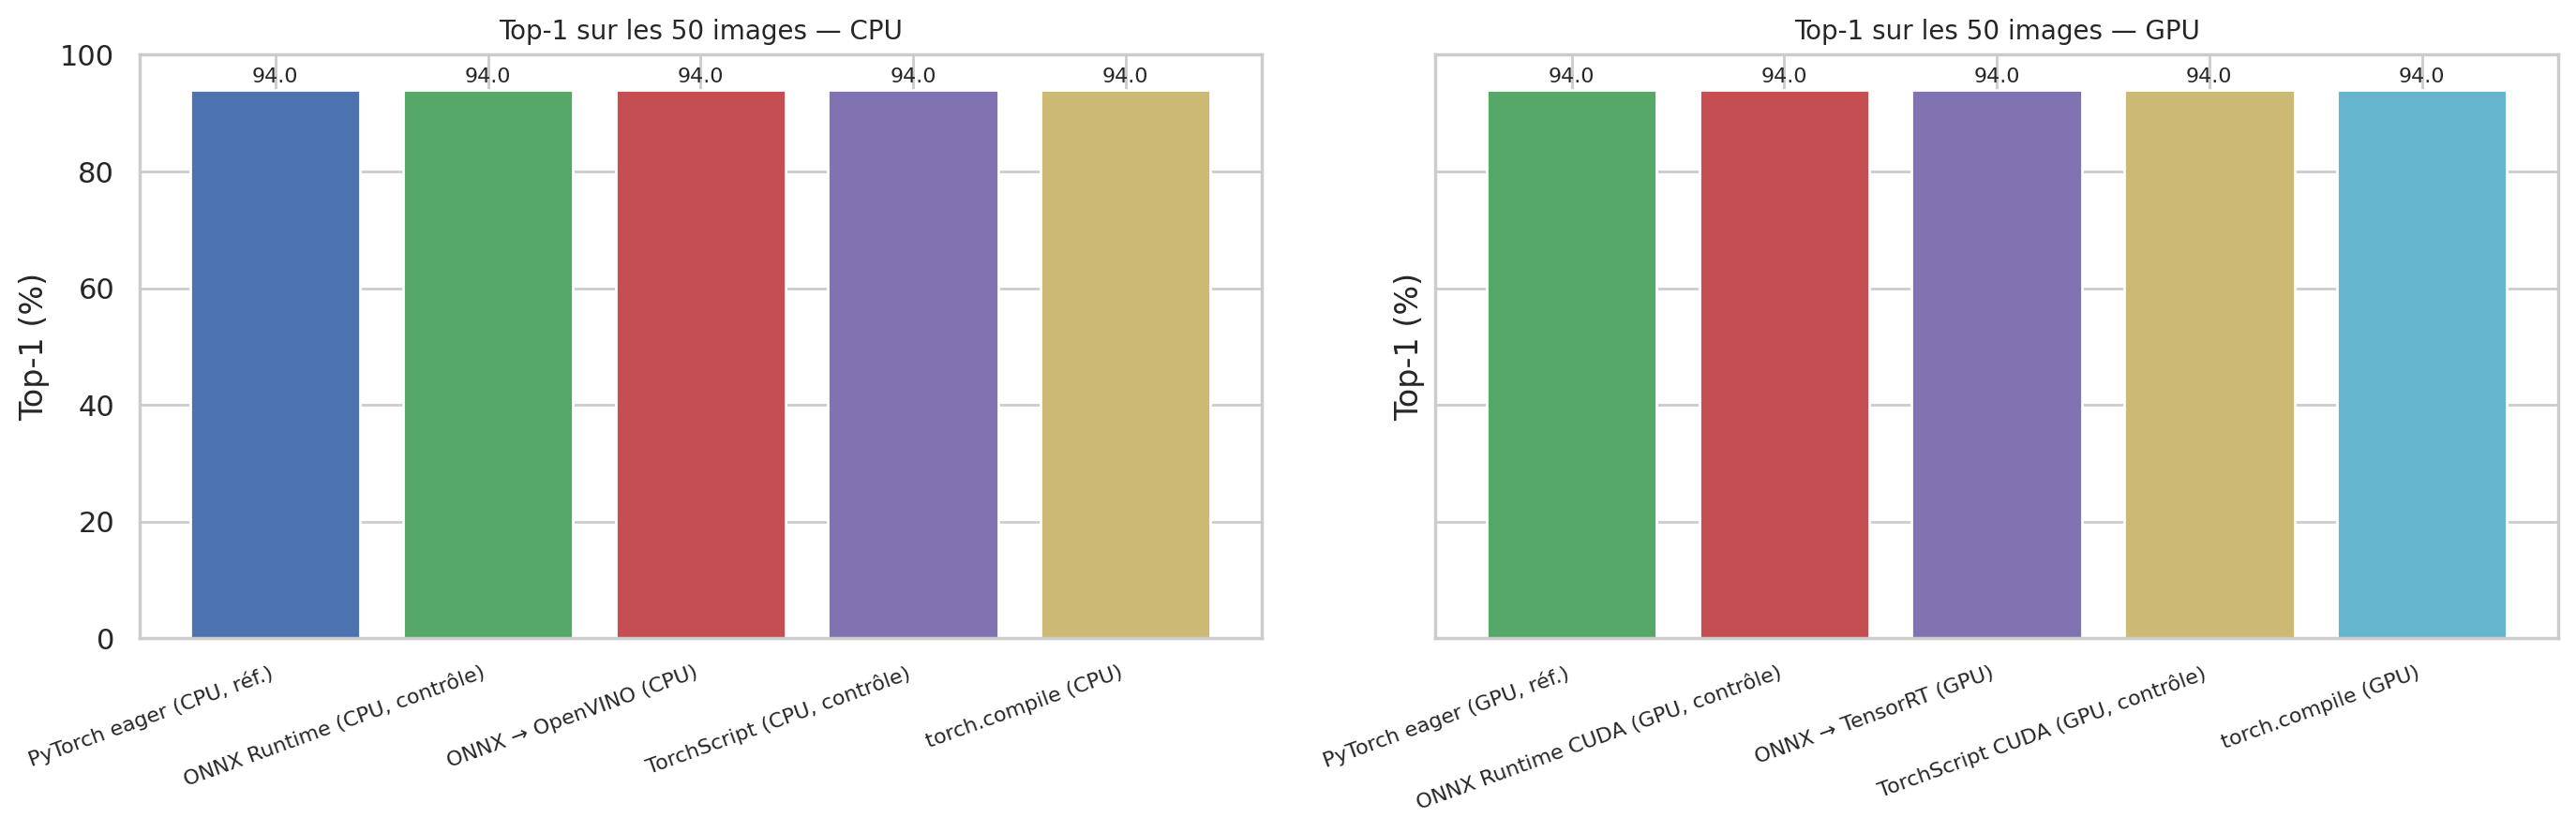 Top-1 sur les 50 images — CPU
Top-1 (%)
100
80
60
40
20
0
94.0
94.0
94.0
94.0
94.0
PyTorch eager (CPU, réf.)
ONNX Runtime (CPU, contrôle)
ONNX → OpenVINO (CPU)
TorchScript (CPU, contrôle)
torch.compile (CPU)
Top-1 sur les 50 images — GPU
Top-1 (%)
94.0
94.0
94.0
94.0
94.0
PyTorch eager (GPU, réf.)
ONNX Runtime CUDA (GPU, contrôle)
ONNX → TensorRT (GPU)
TorchScript CUDA (GPU, contrôle)
torch.compile (GPU)